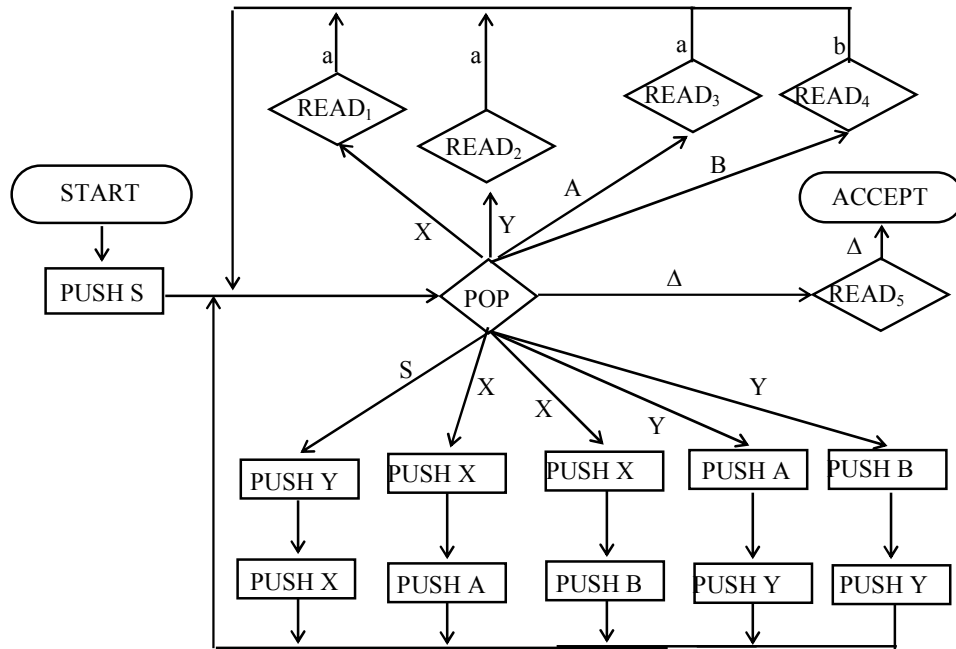 a
a
a
b
READ₁
READ₂
READ₃
READ₄
START
X
Y
A
B
ACCEPT
PUSH S
POP
Δ
Δ
READ₅
S
X
X
Y
Y
PUSH Y
PUSH X
PUSH X
PUSH A
PUSH B
PUSH X
PUSH A
PUSH B
PUSH Y
PUSH Y